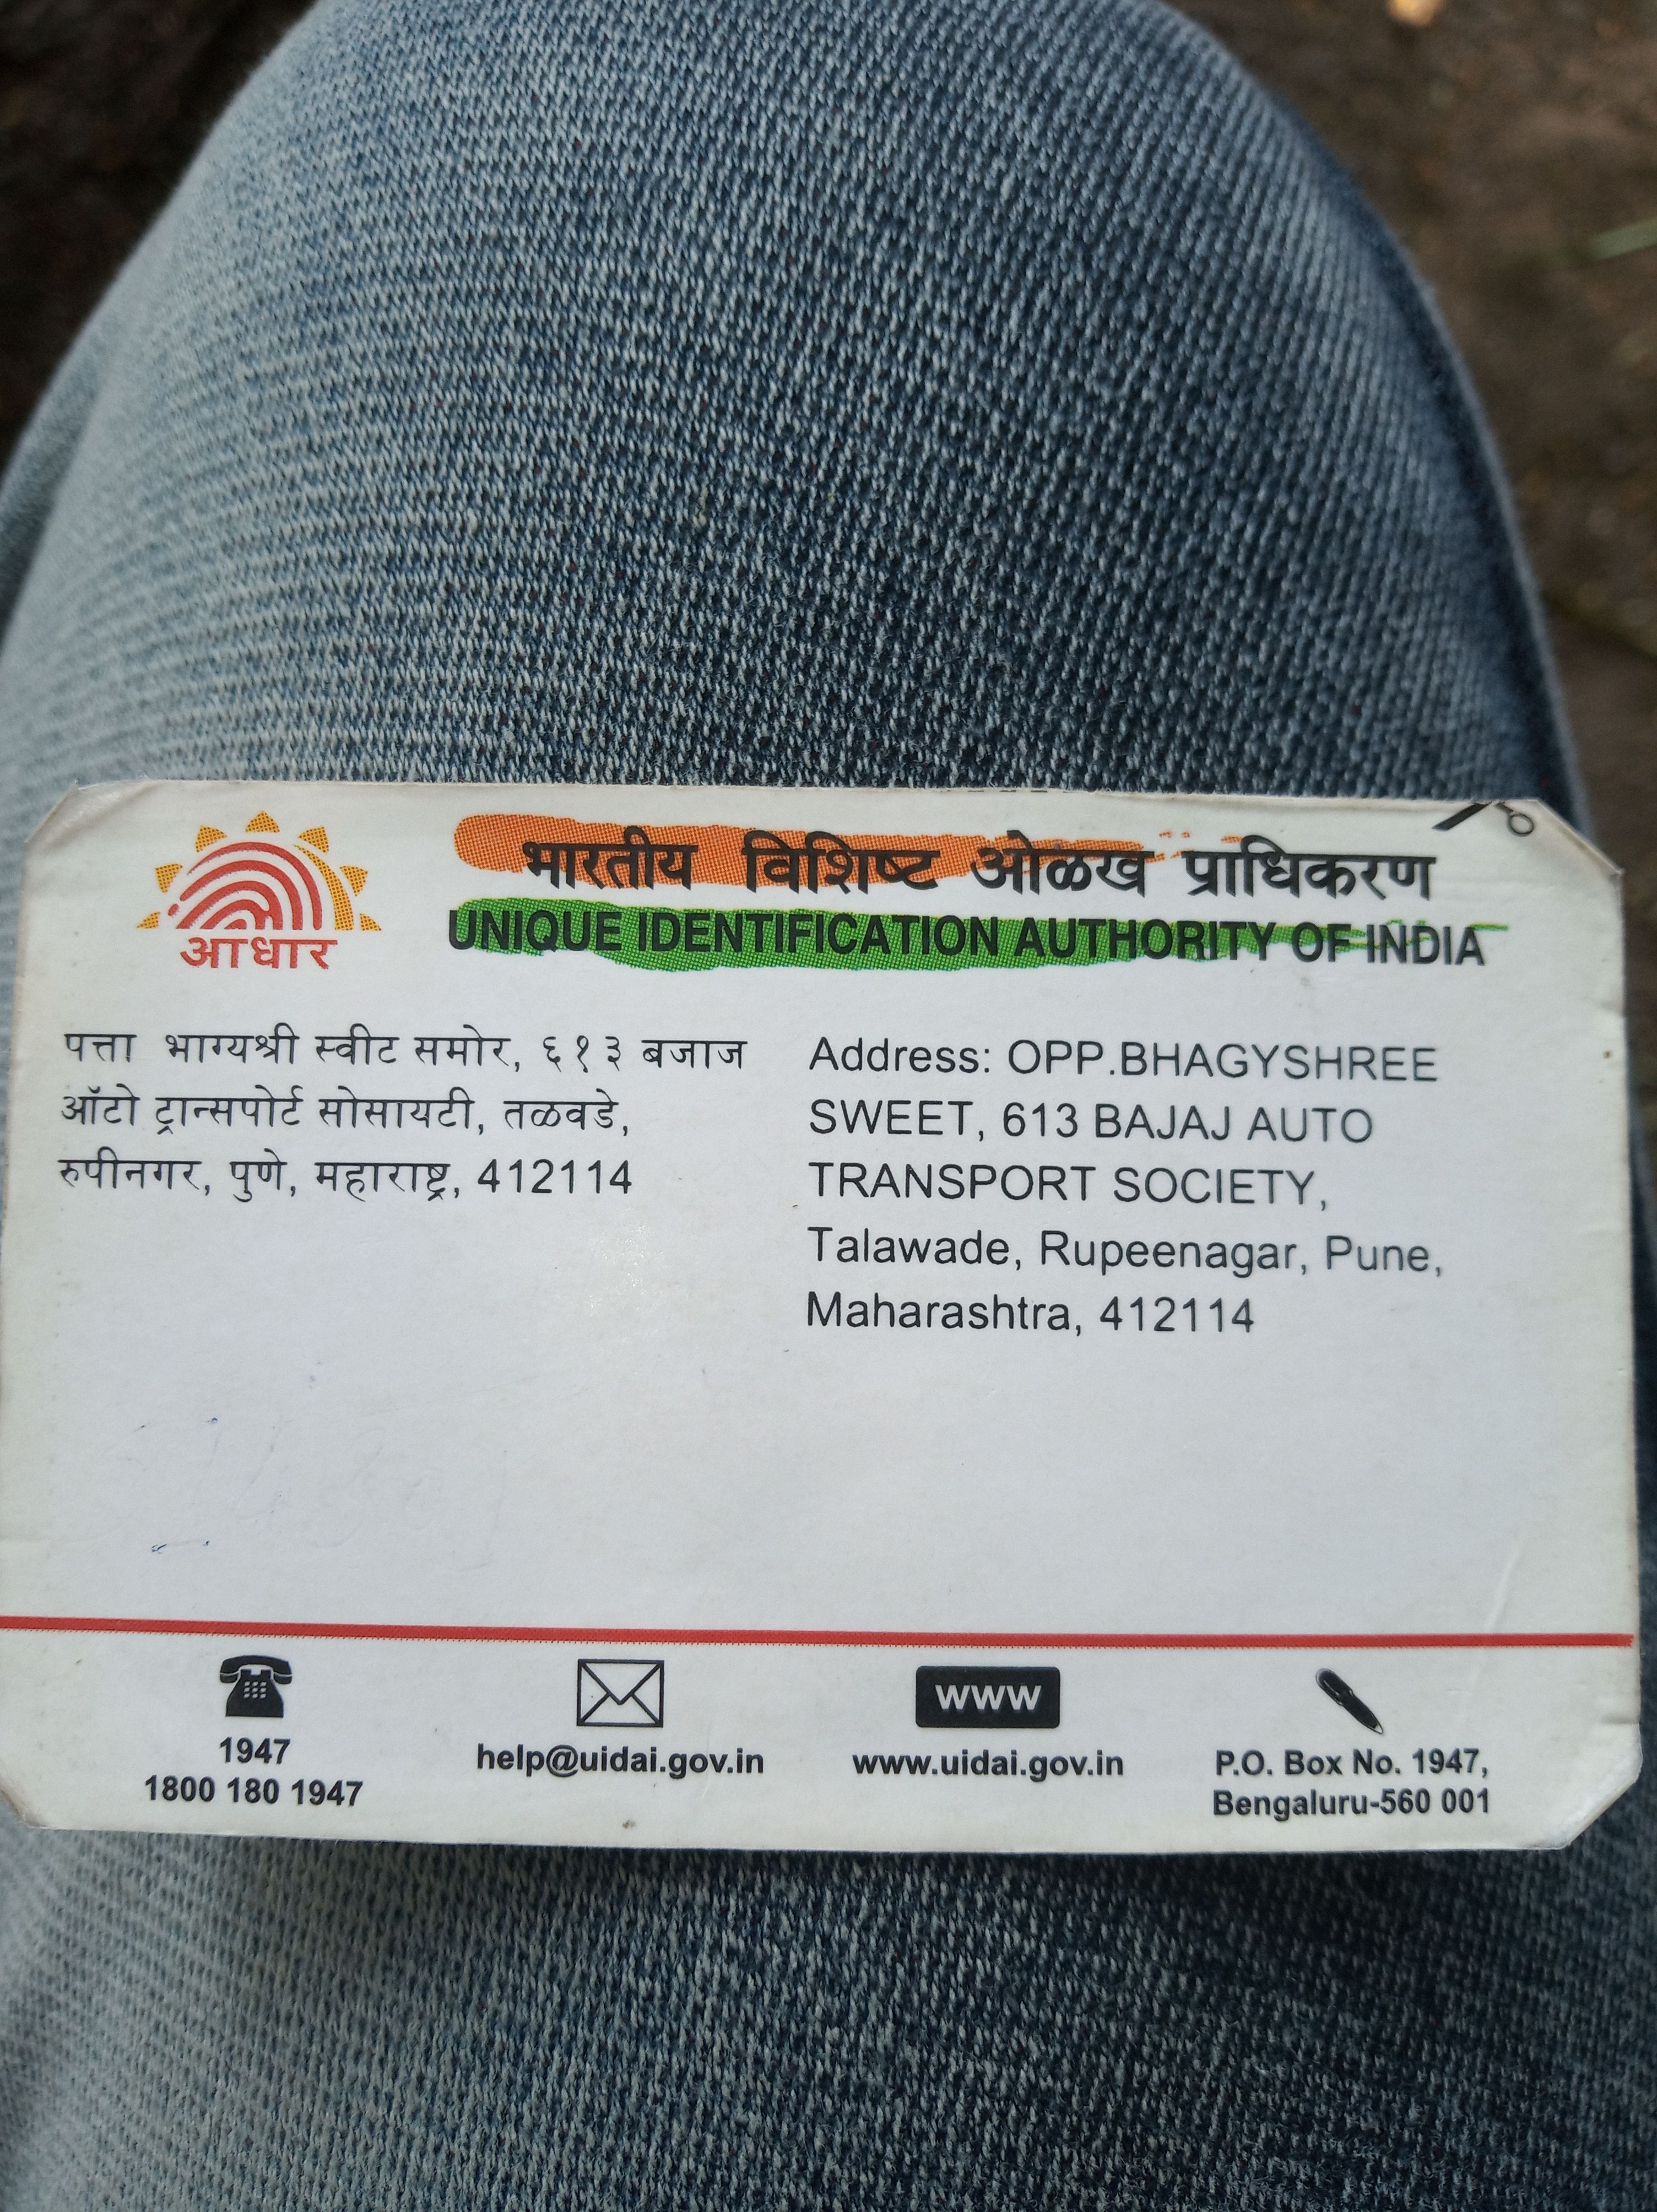 आधार
भारतीय विशिष्ट ओळख प्राधिकरण
UNIQUE IDENTIFICATION AUTHORITY OF INDIA
पत्ता भाग्यश्री स्वीट समोर, ६१३ बजाज
ऑटो ट्रान्सपोर्ट सोसायटी, तळवडे,
रुपीनगर, पुणे, महाराष्ट्र, 412114
Address: OPP.BHAGYSHREE
SWEET, 613 BAJAJ AUTO
TRANSPORT SOCIETY,
Talawade, Rupeenagar, Pune,
Maharashtra, 412114
1947
1800 180 1947
help@uidai.gov.in
www
www.uidai.gov.in
P.O. Box No. 1947,
Bengaluru-560 001